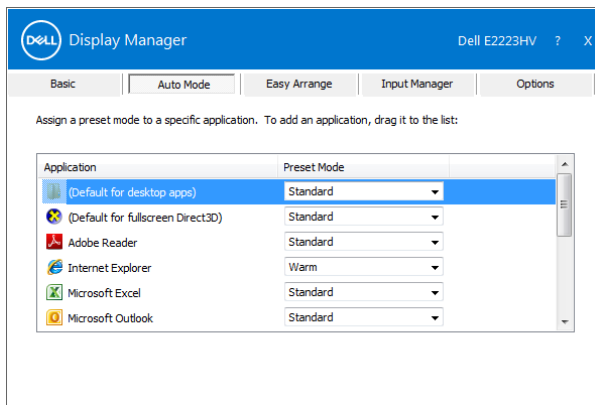 DELL Display Manager Dell E2223HV ? X
Basic Auto Mode Easy Arrange Input Manager Options
Assign a preset mode to a specific application. To add an application, drag it to the list:
Application Preset Mode
(Default for desktop apps) Standard
(Default for fullscreen Direct3D) Standard
Adobe Reader Standard
Internet Explorer Warm
Microsoft Excel Standard
Microsoft Outlook Standard